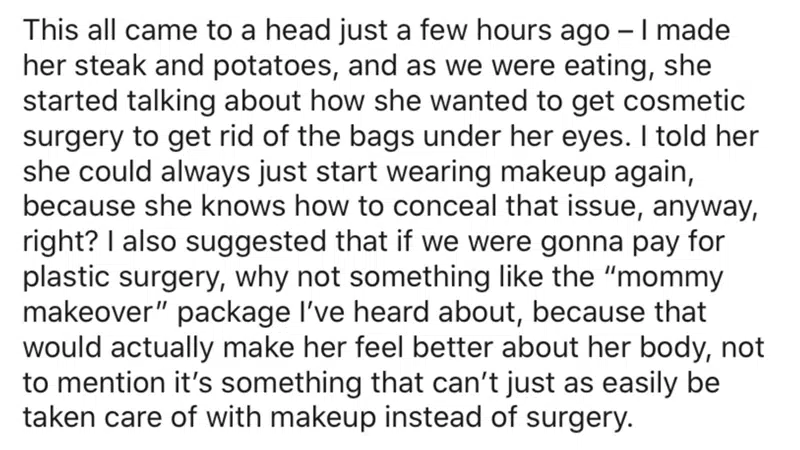 This all came to a head just a few hours ago – I made
her steak and potatoes, and as we were eating, she
started talking about how she wanted to get cosmetic
surgery to get rid of the bags under her eyes. I told her
she could always just start wearing makeup again,
because she knows how to conceal that issue, anyway,
right? I also suggested that if we were gonna pay for
plastic surgery, why not something like the “mommy
makeover” package I’ve heard about, because that
would actually make her feel better about her body, not
to mention it’s something that can’t just as easily be
taken care of with makeup instead of surgery.